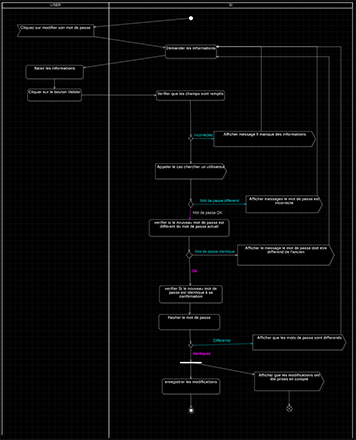 USER
SI
Cliquez sur modifier son mot de passe
Demander les informations
Saisir les informations
Cliquer sur le bouton Valider
Verifier que les champs sont remplis
Incorrectes
Afficher message il manque des informations
Appeler le cas chercher un utilisateur
Mot de passe different
Afficher messages le mot de passe est
incorrecte
Mot de passe OK
verifier si le nouveau mot de passe est
different du mot de passe actuel
Mot de passe identique
Afficher le message le mot de passe doit etre
different de l'ancien
OK
verifier Si le nouveau mot de
passe est identique a sa
confirmation
Hasher le mot de passe
Differents
Afficher que les mots de passe sont differents
Identiques
Afficher que les modifications ont
ete prises en compte
enregistrer les modifications